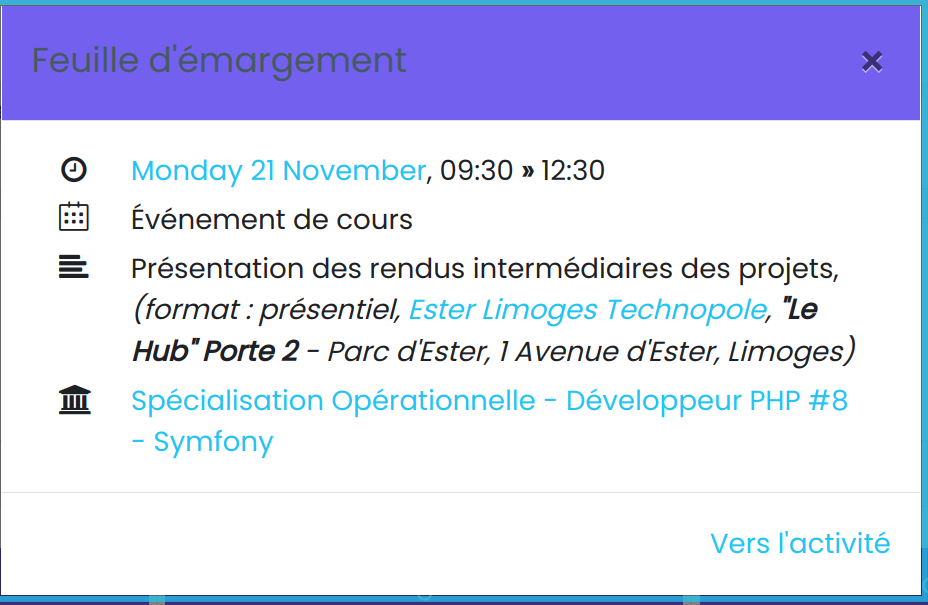 Feuille d'émargement
Monday 21 November, 09:30 » 12:30
Événement de cours
Présentation des rendus intermédiaires des projets,
(format : présentiel, Ester Limoges Technopole, "Le
Hub" Porte 2 - Parc d'Ester, 1 Avenue d'Ester, Limoges)
Spécialisation Opérationnelle - Développeur PHP #8
- Symfony
Vers l'activité